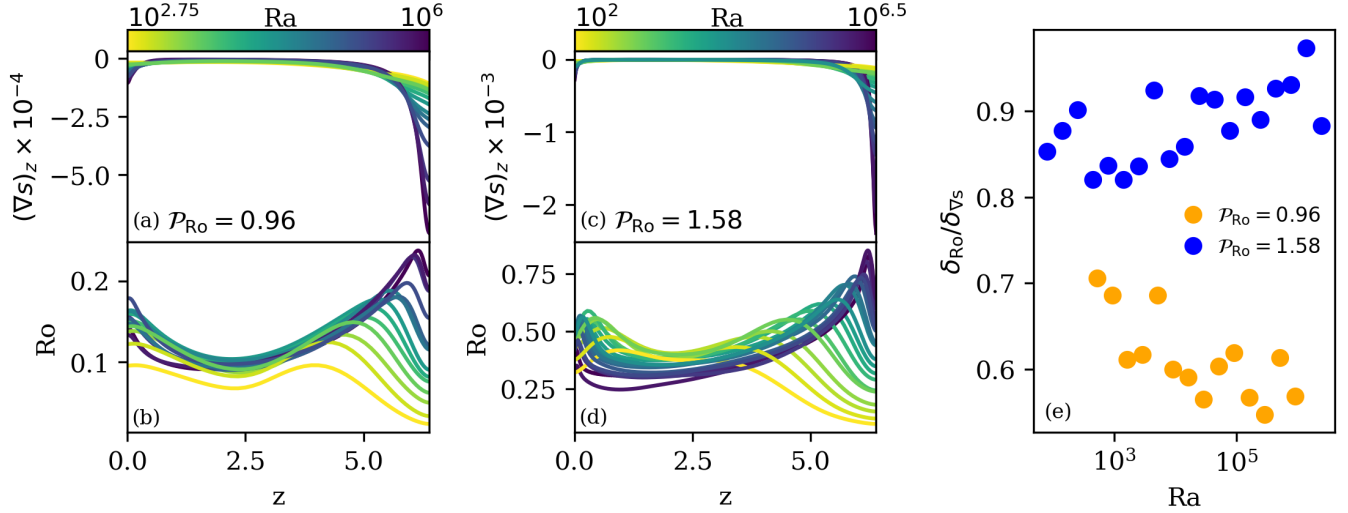 10^2.75 Ra 10^6
10^2 Ra 10^6.5
0
−2.5
−5.0
(∇s)_z × 10^−4
(a) 𝒫_Ro = 0.96
0
−1
−2
(∇s)_z × 10^−3
(c) 𝒫_Ro = 1.58
0.2
0.1
Ro
(b)
0.0 2.5 5.0
z
0.75
0.50
0.25
Ro
(d)
0.0 2.5 5.0
z
0.9
0.8
0.7
0.6
δ_Ro/δ_∇s
𝒫_Ro = 0.96
𝒫_Ro = 1.58
(e)
10^3 10^5
Ra